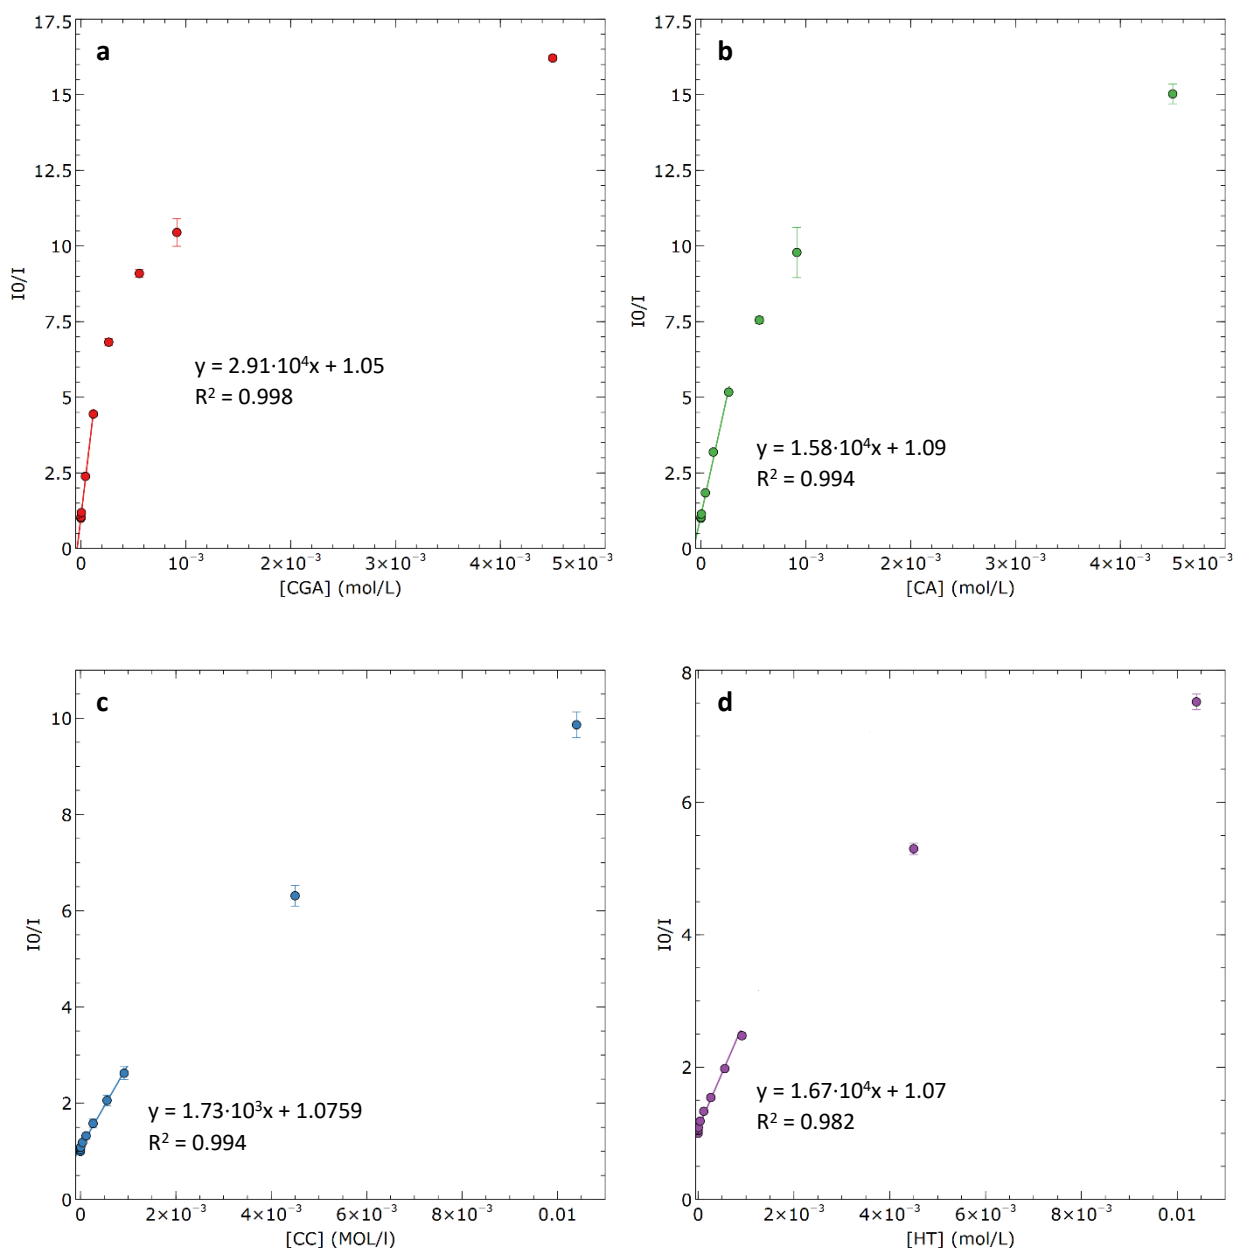 a
17.5
15
12.5
10
7.5
5
2.5
0
I0/I
y = 2.91·10⁴x + 1.05
R² = 0.998
0 10⁻³ 2×10⁻³ 3×10⁻³ 4×10⁻³ 5×10⁻³
[CGA] (mol/L)
b
17.5
15
12.5
10
7.5
5
2.5
0
I0/I
y = 1.58·10⁴x + 1.09
R² = 0.994
0 10⁻³ 2×10⁻³ 3×10⁻³ 4×10⁻³ 5×10⁻³
[CA] (mol/L)
c
10
8
6
4
2
0
I0/I
y = 1.73·10³x + 1.0759
R² = 0.994
0 2×10⁻³ 4×10⁻³ 6×10⁻³ 8×10⁻³ 0.01
[CC] (MOL/l)
d
8
6
4
2
0
I0/I
y = 1.67·10⁴x + 1.07
R² = 0.982
0 2×10⁻³ 4×10⁻³ 6×10⁻³ 8×10⁻³ 0.01
[HT] (mol/L)